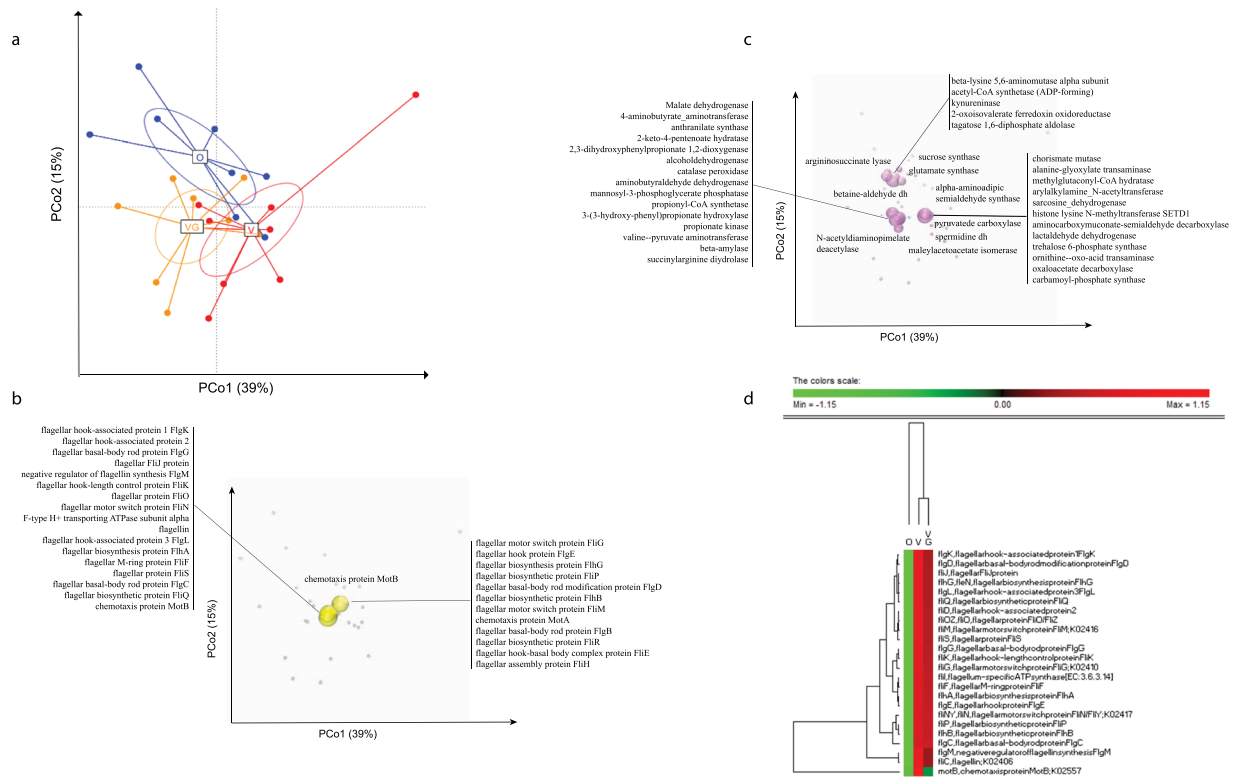 a
PCo2 (15%)
O
VG
V
PCo1 (39%)
b
flagellar hook-associated protein 1 FlgK
flagellar hook-associated protein 2
flagellar basal-body rod protein FlgG
flagellar FliJ protein
negative regulator of flagellin synthesis FlgM
flagellar hook-length control protein FliK
flagellar protein FliO
flagellar motor switch protein FliN
F-type H+ transporting ATPase subunit alpha
flagellin
flagellar hook-associated protein 3 FlgL
flagellar biosynthesis protein FlhA
flagellar M-ring protein FliF
flagellar protein FliS
flagellar basal-body rod protein FlgC
flagellar biosynthetic protein FliQ
chemotaxis protein MotB
PCo2 (15%)
chemotaxis protein MotB
flagellar motor switch protein FliG
flagellar hook protein FlgE
flagellar biosynthesis protein FlhG
flagellar biosynthetic protein FliP
flagellar basal-body rod modification protein FlgD
flagellar biosynthetic protein FlhB
flagellar motor switch protein FliM
chemotaxis protein MotA
flagellar basal-body rod protein FlgB
flagellar biosynthetic protein FliR
flagellar hook-basal body complex protein FliE
flagellar assembly protein FliH
PCo1 (39%)
c
Malate dehydrogenase
4-aminobutyrate_aminotransferase
anthranilate synthase
2-keto-4-pentenoate hydratase
2,3-dihydroxyphenylpropionate 1,2-dioxygenase
alcoholdehydrogenase
catalase peroxidase
aminobutyraldehyde dehydrogenase
mannosyl-3-phosphoglycerate phosphatase
propionyl-CoA synthetase
3-(3-hydroxy-phenyl)propionate hydroxylase
propionate kinase
valine--pyruvate aminotransferase
beta-amylase
succinylarginine diydrolase
beta-lysine 5,6-aminomutase alpha subunit
acetyl-CoA synthetase (ADP-forming)
kynureninase
2-oxoisovalerate ferredoxin oxidoreductase
tagatose 1,6-diphosphate aldolase
argininosuccinate lyase
sucrose synthase
glutamate synthase
betaine-aldehyde dh
alpha-aminoadipic
semialdehyde synthase
pyruvatede carboxylase
N-acetyldiaminopimelate
deacetylase
spermidine dh
maleylacetoacetate isomerase
chorismate mutase
alanine-glyoxylate transaminase
methylglutaconyl-CoA hydratase
arylalkylamine_N-acetyltransferase
sarcosine_dehydrogenase
histone lysine N-methyltransferase SETD1
aminocarboxymuconate-semialdehyde decarboxylase
lactaldehyde dehydrogenase
trehalose 6-phosphate synthase
ornithine--oxo-acid transaminase
oxaloacetate decarboxylase
carbamoyl-phosphate synthase
PCo2 (15%)
PCo1 (39%)
d
The colors scale:
Min = -1.15
0.00
Max = 1.15
O
V
V
G
flgK,flagellarhook-associatedprotein1FlgK
flgD,flagellarbasal-bodyrodmodificationproteinFlgD
fliJ,flagellarFliJprotein
flhG,fleN,flagellarbiosynthesisproteinFlhG
flgL,flagellarhook-associatedprotein3FlgL
fliQ,flagellarbiosyntheticproteinFliQ
fliD,flagellarhook-associatedprotein2
fliOZ,fliO,flagellarproteinFliO/FliZ
fliM,flagellarmotorswitchproteinFliM;K02416
fliS,flagellarproteinFliS
flgG,flagellarbasal-bodyrodproteinFlgG
fliK,flagellarhook-lengthcontrolproteinFliK
fliG,flagellarmotorswitchproteinFliG;K02410
fliI,flagellum-specificATPsynthase[EC:3.6.3.14]
fliF,flagellarM-ringproteinFliF
flhA,flagellarbiosynthesisproteinFlhA
flgE,flagellarhookproteinFlgE
fliNY,fliN,flagellarmotorswitchproteinFliN/FliY;K02417
fliP,flagellarbiosyntheticproteinFliP
flhB,flagellarbiosyntheticproteinFlhB
flgC,flagellarbasal-bodyrodproteinFlgC
flgM,negativeregulatorofflagellinsynthesisFlgM
fliC,flagellin;K02406
motB,chemotaxisproteinMotB;K02557